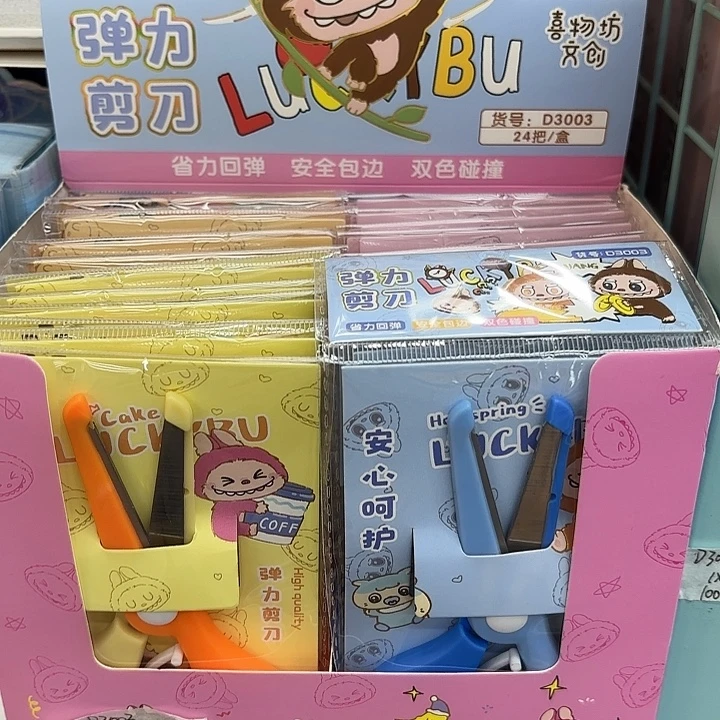 弹力
剪刀
LUCKYBU
喜物坊
文创
货号: D3003
24把/盒
省力回弹 安全包边 双色碰撞
货号:D3003
弹力
剪刀
省力回弹 安全包边 双色碰撞
Cake
LUCKYBU
COFF
弹力剪刀
High quality
安心呵护